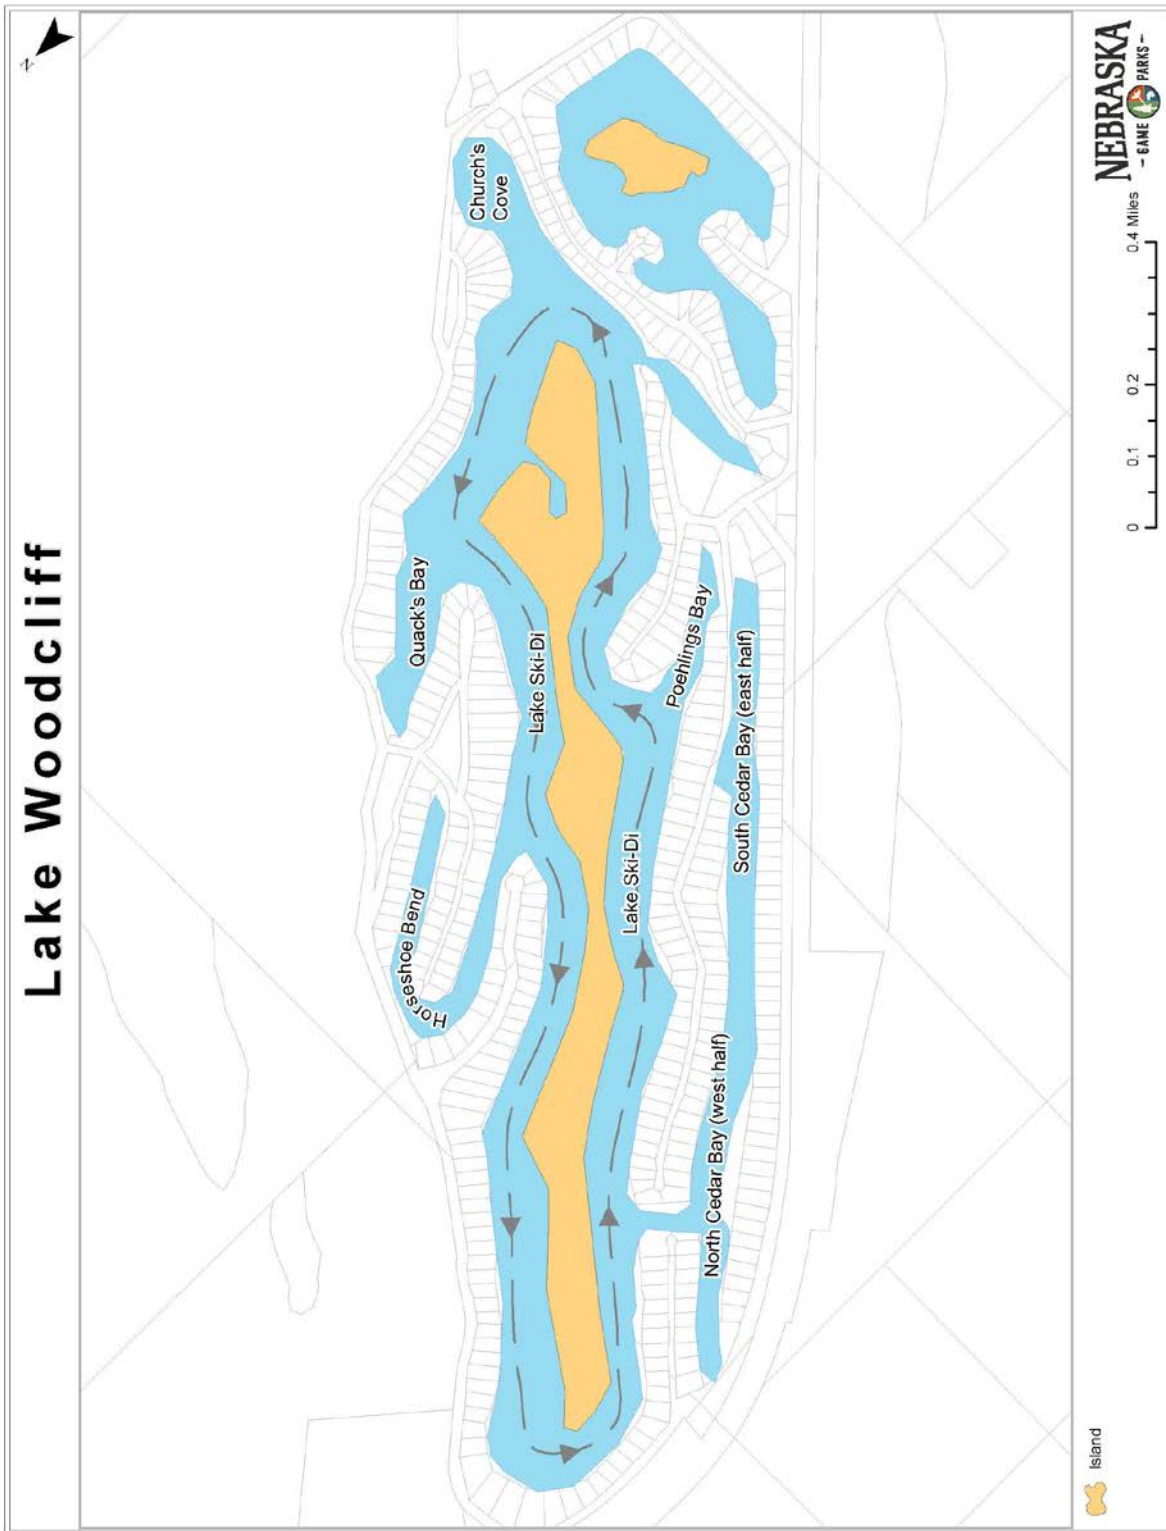 Lake Woodcliff
N
Church's
Cove
Quack's Bay
Horseshoe Bend
Lake Ski-Di
Lake Ski-Di
Poehlings Bay
South Cedar Bay (east half)
North Cedar Bay (west half)
Island
0 0.1 0.2 0.4 Miles
NEBRASKA
- GAME PARKS -